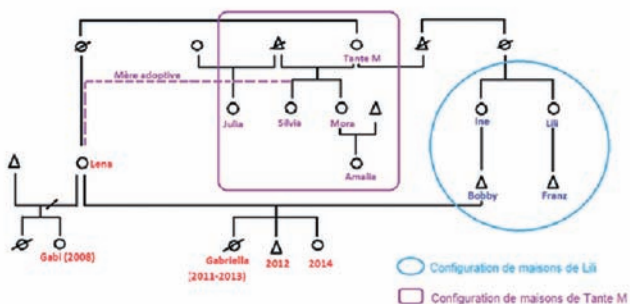 Tante M
Mère adoptive
Julia
Silvia
Mora
Ine
Lili
Lena
Amalia
Bobby
Franz
Gabi (2008)
Gabriella
(2011-2013)
2012
2014
Configuration de maisons de Lili
Configuration de maisons de Tante M